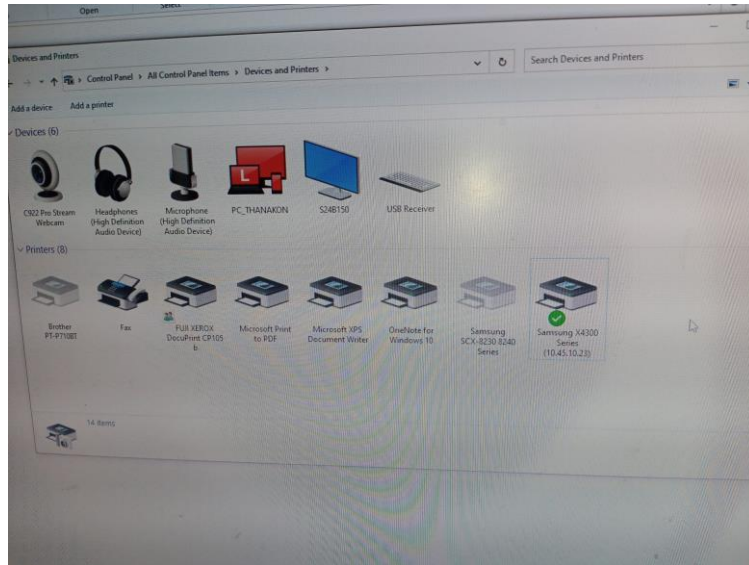 Open
Select
Devices and Printers
Control Panel > All Control Panel Items > Devices and Printers >
Search Devices and Printers
Add a device Add a printer
Devices (6)
C922 Pro Stream
Webcam
Headphones
(High Definition
Audio Device)
Microphone
(High Definition
Audio Device)
PC_THANAKON
S24B150
USB Receiver
Printers (8)
Brother
PT-P710BT
Fax
FUJI XEROX
DocuPrint CP105
b
Microsoft Print
to PDF
Microsoft XPS
Document Writer
OneNote for
Windows 10
Samsung
SCX-8230 8240
Series
Samsung X4300
Series
(10.45.10.23)
14 items